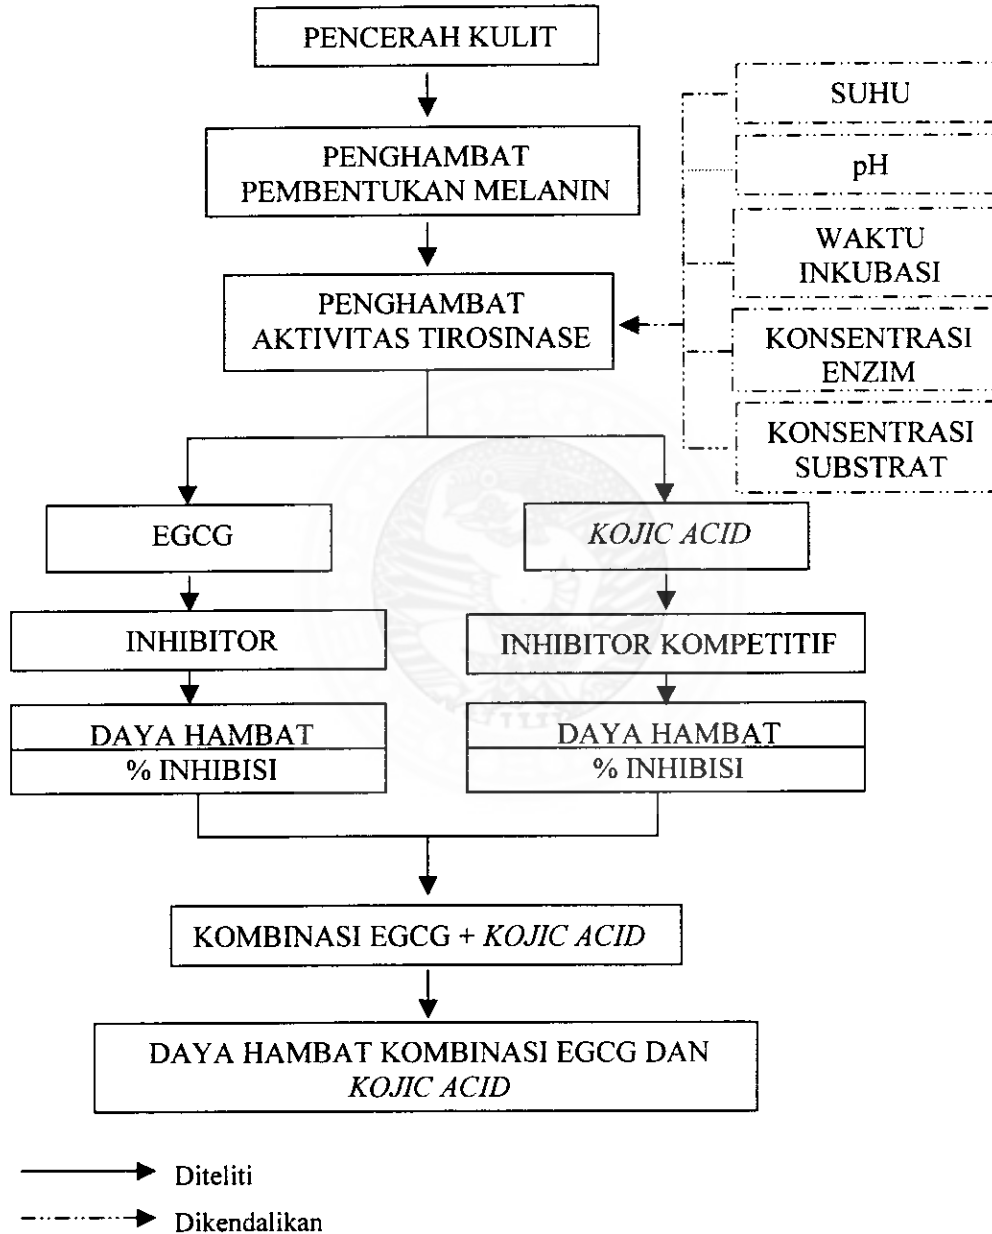 PENCERAH KULIT
PENGHAMBAT
PEMBENTUKAN MELANIN
PENGHAMBAT
AKTIVITAS TIROSINASE
SUHU
pH
WAKTU
INKUBASI
KONSENTRASI
ENZIM
KONSENTRASI
SUBSTRAT
EGCG
KOJIC ACID
INHIBITOR
INHIBITOR KOMPETITIF
DAYA HAMBAT
% INHIBISI
DAYA HAMBAT
% INHIBISI
KOMBINASI EGCG + KOJIC ACID
DAYA HAMBAT KOMBINASI EGCG DAN
KOJIC ACID
Diteliti
Dikendalikan